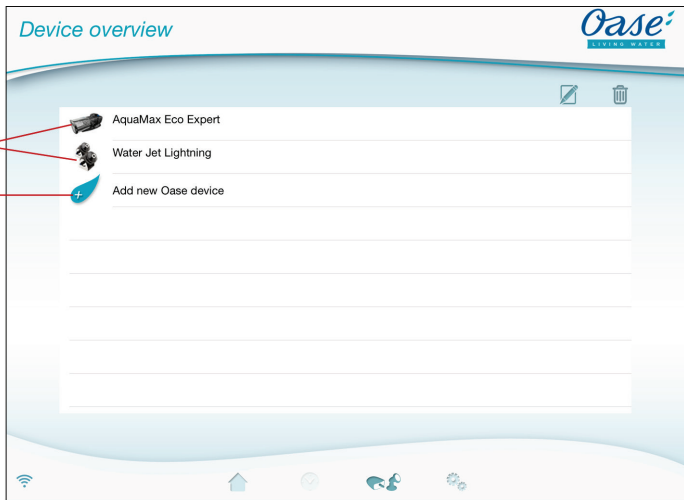 Device overview
Oase
LIVING WATER
AquaMax Eco Expert
Water Jet Lightning
Add new Oase device